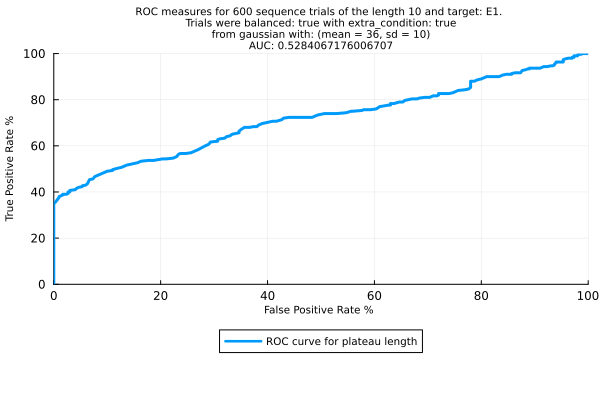 ROC measures for 600 sequence trials of the length 10 and target: E1.
Trials were balanced: true with extra_condition: true
from gaussian with: (mean = 36, sd = 10)
AUC: 0.5284067176006707
100
80
60
40
20
0
True Positive Rate %
0 20 40 60 80 100
False Positive Rate %
ROC curve for plateau length